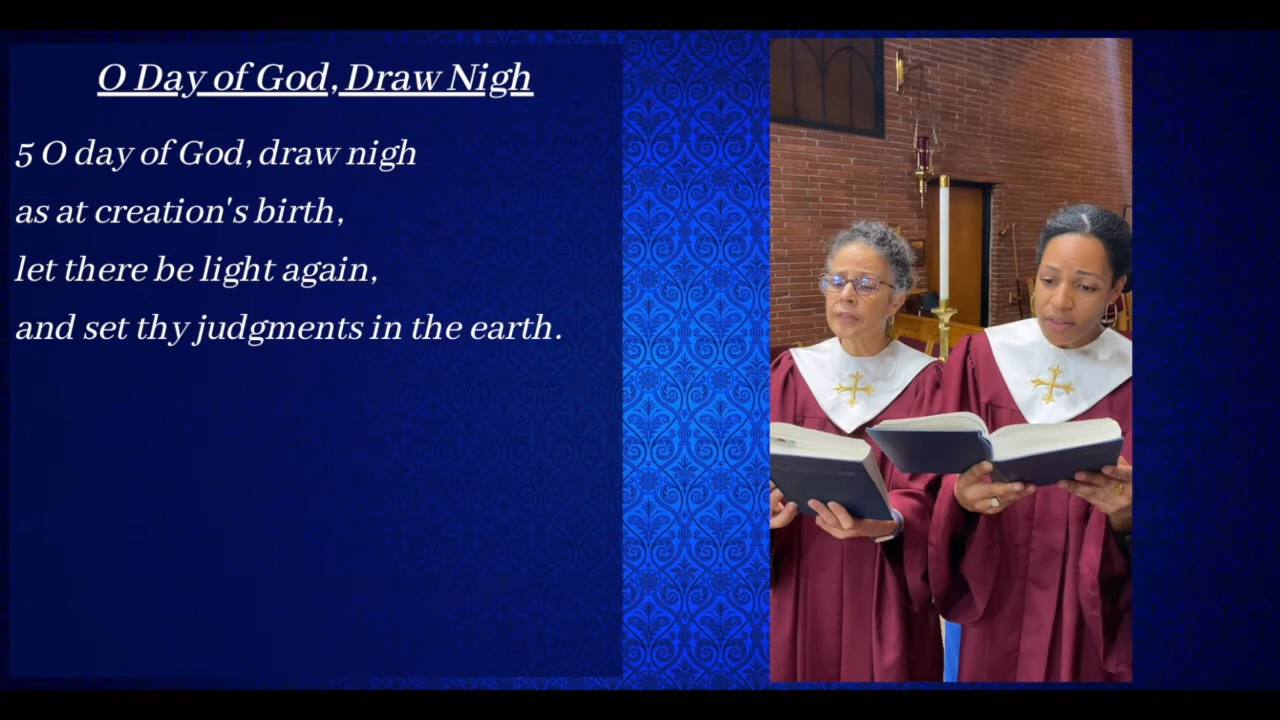 O Day of God, Draw Nigh
5 O day of God, draw nigh
as at creation's birth,
let there be light again,
and set thy judgments in the earth.